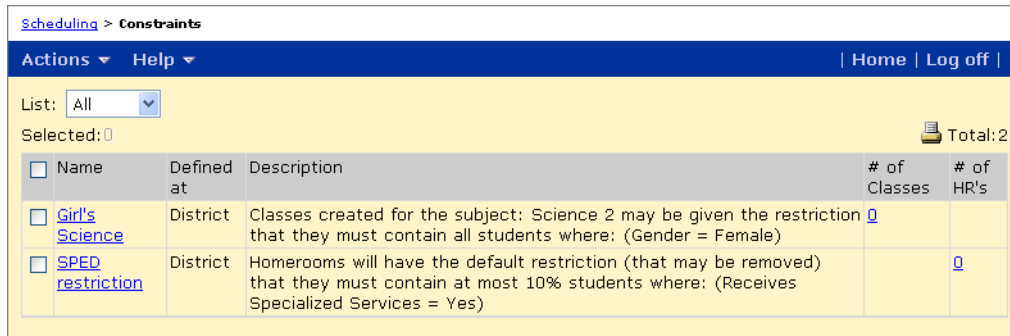 Scheduling > Constraints
Actions Help | Home | Log off |
List: All
Selected: 0 Total: 2
Name Defined at Description # of Classes # of HR's
Girl's Science District Classes created for the subject: Science 2 may be given the restriction 0
that they must contain all students where: (Gender = Female)
SPED restriction District Homerooms will have the default restriction (that may be removed) 0
that they must contain at most 10% students where: (Receives
Specialized Services = Yes)